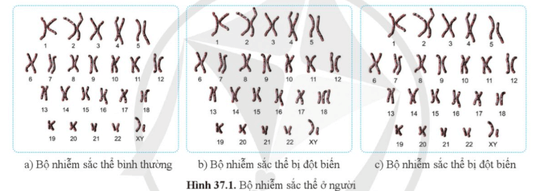 1 2 3 4 5
6 7 8 9 10 11 12
13 14 15 16 17 18
19 20 21 22 XY
a) Bộ nhiễm sắc thể bình thường
1 2 3 4 5
6 7 8 9 10 11 12
13 14 15 16 17 18
19 20 21 22 XY
b) Bộ nhiễm sắc thể bị đột biến
1 2 3 4 5
6 7 8 9 10 11 12
13 14 15 16 17 18
19 20 21 22 XY
c) Bộ nhiễm sắc thể bị đột biến
Hình 37.1. Bộ nhiễm sắc thể ở người